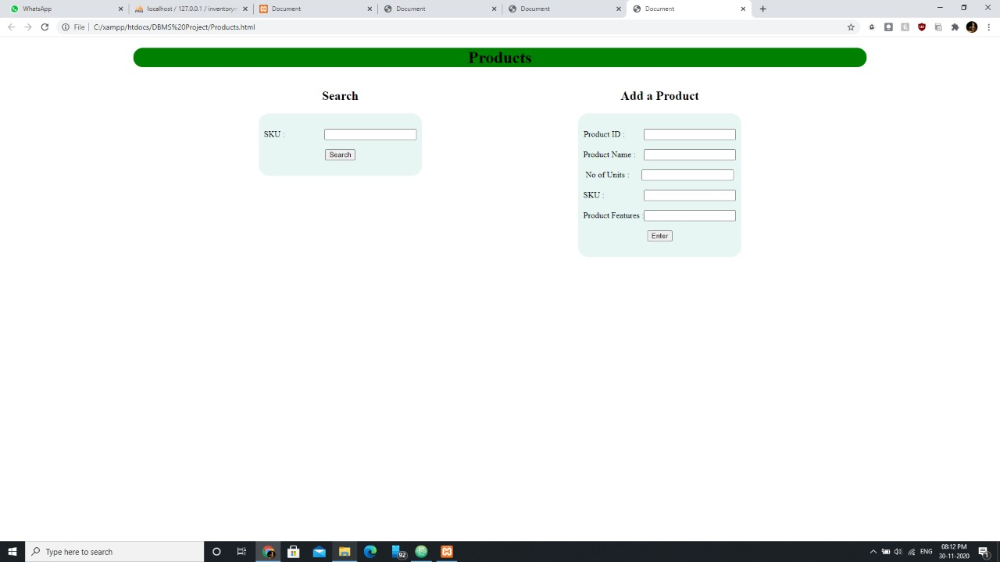 WhatsApp
localhost / 127.0.0.1 / inventory
Document
Document
Document
Document
File | C:/xampp/htdocs/DBMS%20Project/Products.html
Products
Search
SKU :
Search
Add a Product
Product ID :
Product Name :
No of Units :
SKU :
Product Features :
Enter
Type here to search
92
ENG
08:12 PM
30-11-2020
1